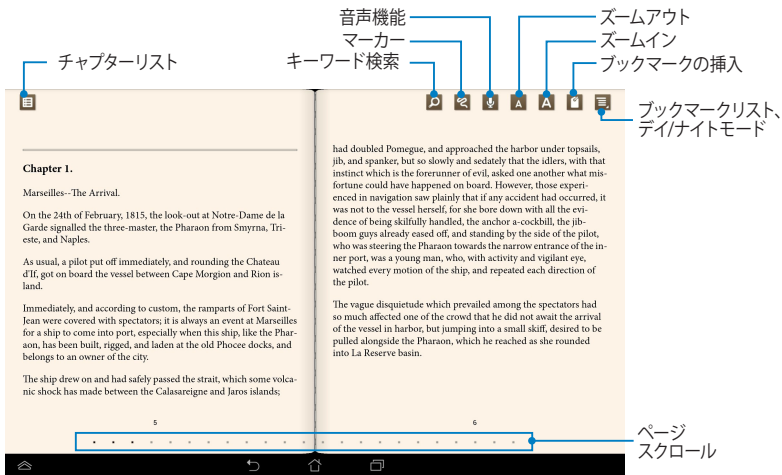 音声機能
マーカー
キーワード検索
チャプターリスト
ズームアウト
ズームイン
ブックマークの挿入
ブックマークリスト、
デイ/ナイトモード
A
A
Chapter 1.
Marseilles--The Arrival.
On the 24th of February, 1815, the look-out at Notre-Dame de la
Garde signalled the three-master, the Pharaon from Smyrna, Tri-
este, and Naples.
As usual, a pilot put off immediately, and rounding the Chateau
d'If, got on board the vessel between Cape Morgion and Rion is-
land.
Immediately, and according to custom, the ramparts of Fort Saint-
Jean were covered with spectators; it is always an event at Marseilles
for a ship to come into port, especially when this ship, like the Phar-
aon, has been built, rigged, and laden at the old Phocee docks, and
belongs to an owner of the city.
The ship drew on and had safely passed the strait, which some volca-
nic shock has made between the Calasareigne and Jaros islands;
5
had doubled Pomegue, and approached the harbor under topsails,
jib, and spanker, but so slowly and sedately that the idlers, with that
instinct which is the forerunner of evil, asked one another what mis-
fortune could have happened on board. However, those experi-
enced in navigation saw plainly that if any accident had occurred, it
was not to the vessel herself, for she bore down with all the evi-
dence of being skilfully handled, the anchor a-cockbill, the jib-
boom guys already eased off, and standing by the side of the pilot,
who was steering the Pharaon towards the narrow entrance of the in-
ner port, was a young man, who, with activity and vigilant eye,
watched every motion of the ship, and repeated each direction of
the pilot.
The vague disquietude which prevailed among the spectators had
so much affected one of the crowd that he did not await the arrival
of the vessel in harbor, but jumping into a small skiff, desired to be
pulled alongside the Pharaon, which he reached as she rounded
into La Reserve basin.
6
ページ
スクロール